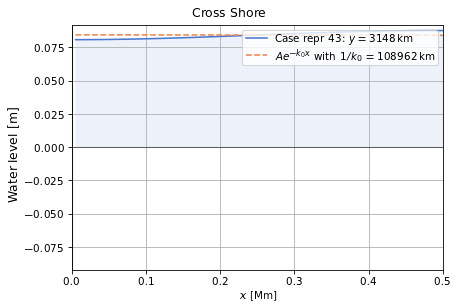 Cross Shore
Case repr 43: y = 3148 km
Ae^{-k_0x} with 1/k_0 = 108962 km
Water level [m]
0.075
0.050
0.025
0.000
−0.025
−0.050
−0.075
0.0 0.1 0.2 0.3 0.4 0.5
x [Mm]